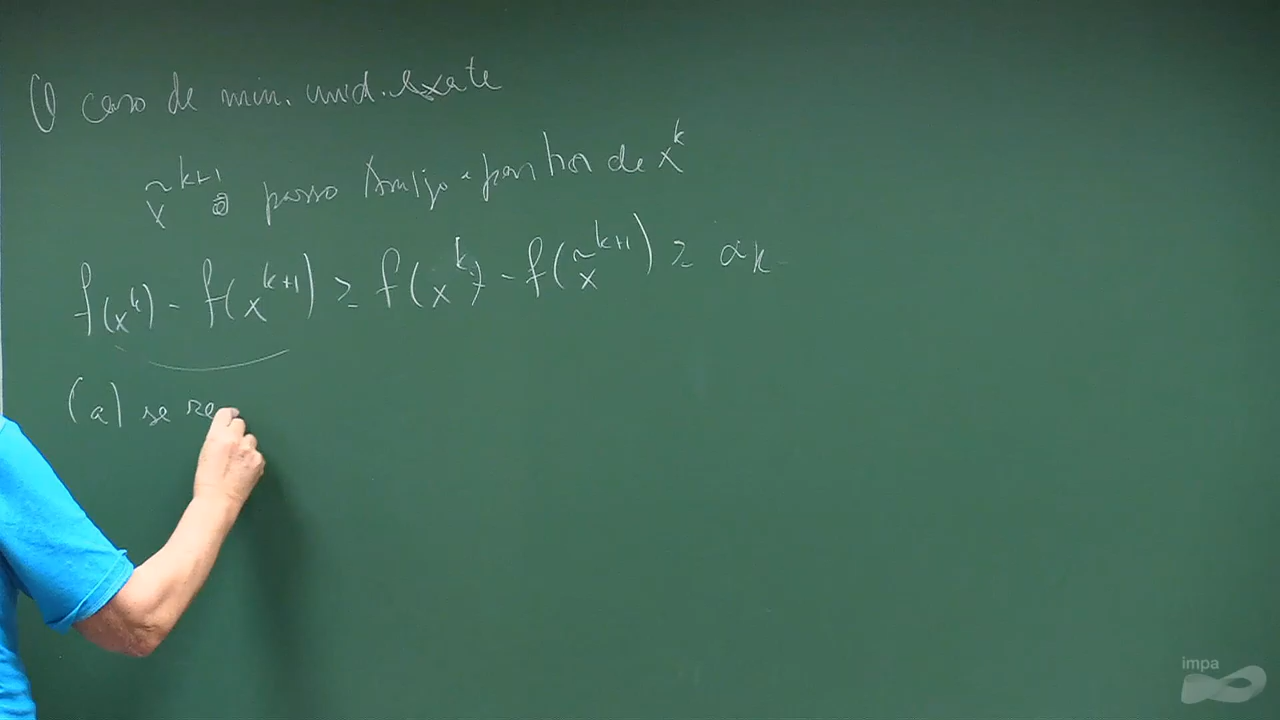 O caso de min. unid. exata
x̃^{k+1} passo Armijo a partir de x^k
f(x^k) - f(x^{k+1}) ≥ f(x^k) - f(x̃^{k+1}) ≥ α_k
(a) se re
impa